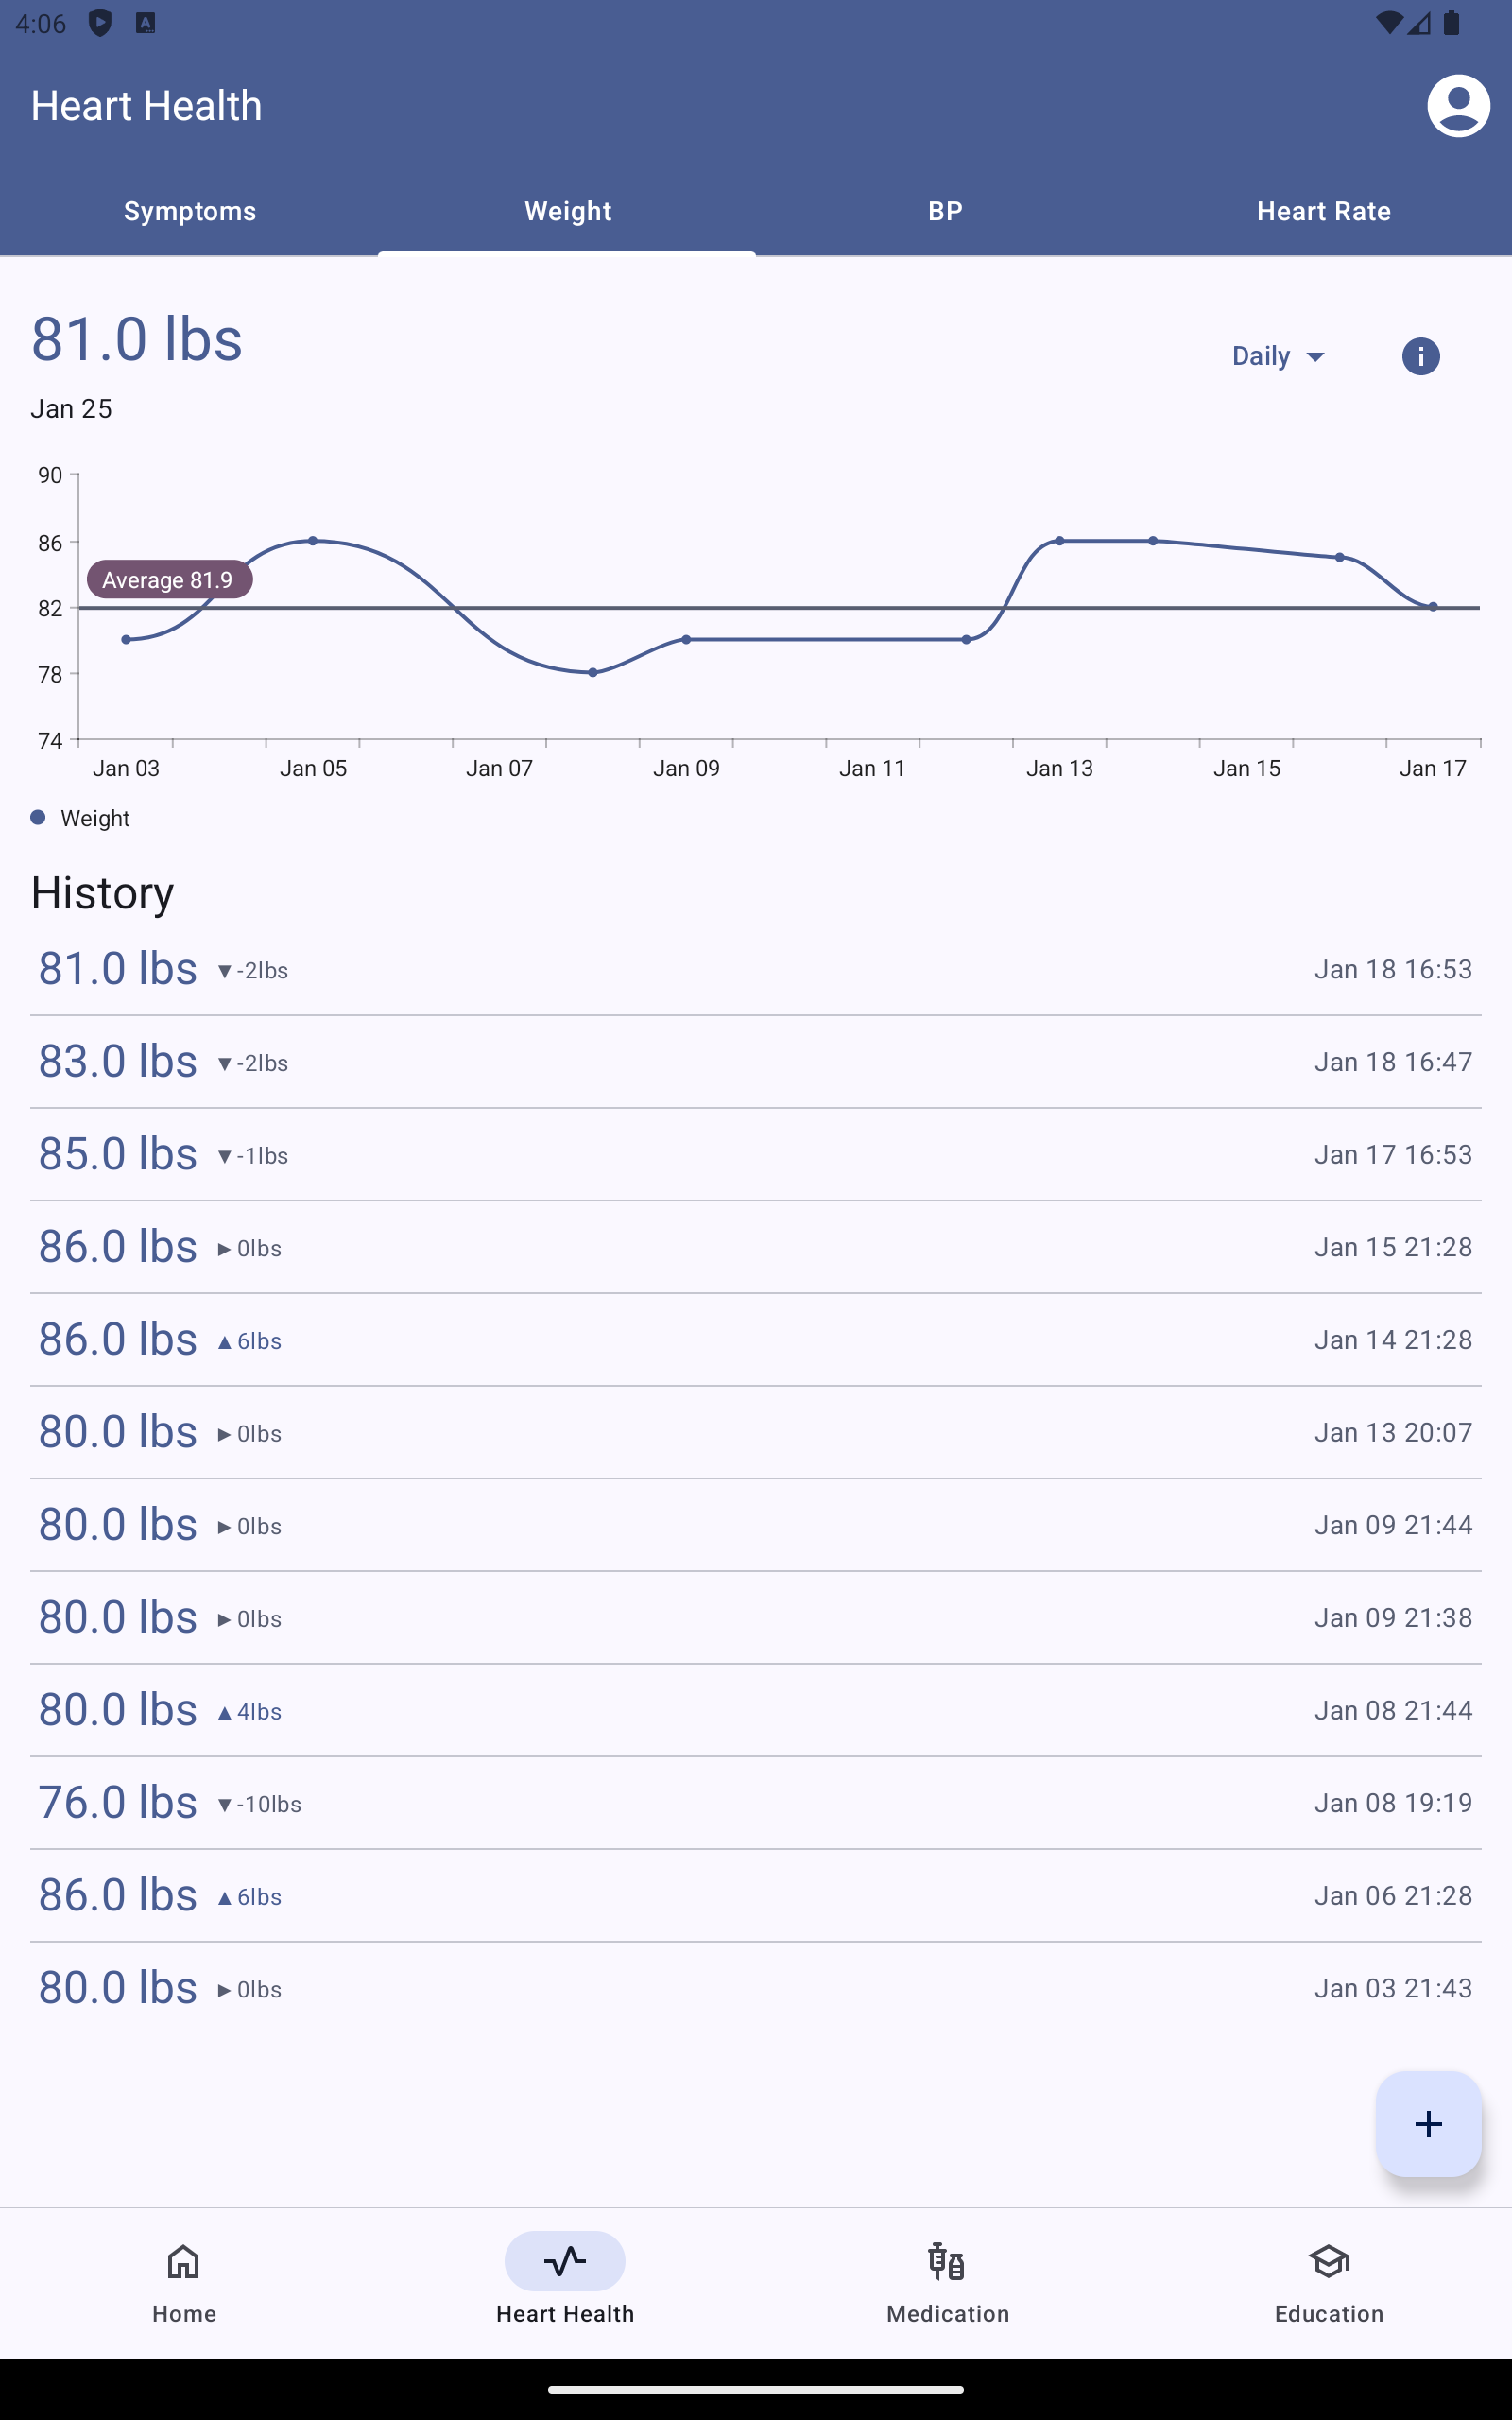 4:06
Heart Health
Symptoms Weight BP Heart Rate
81.0 lbs
Daily
Jan 25
90
86
Average 81.9
82
78
74
Jan 03 Jan 05 Jan 07 Jan 09 Jan 11 Jan 13 Jan 15 Jan 17
Weight
History
81.0 lbs ▼-2lbs Jan 18 16:53
83.0 lbs ▼-2lbs Jan 18 16:47
85.0 lbs ▼-1lbs Jan 17 16:53
86.0 lbs ▶0lbs Jan 15 21:28
86.0 lbs ▲6lbs Jan 14 21:28
80.0 lbs ▶0lbs Jan 13 20:07
80.0 lbs ▶0lbs Jan 09 21:44
80.0 lbs ▶0lbs Jan 09 21:38
80.0 lbs ▲4lbs Jan 08 21:44
76.0 lbs ▼-10lbs Jan 08 19:19
86.0 lbs ▲6lbs Jan 06 21:28
80.0 lbs ▶0lbs Jan 03 21:43
Home Heart Health Medication Education